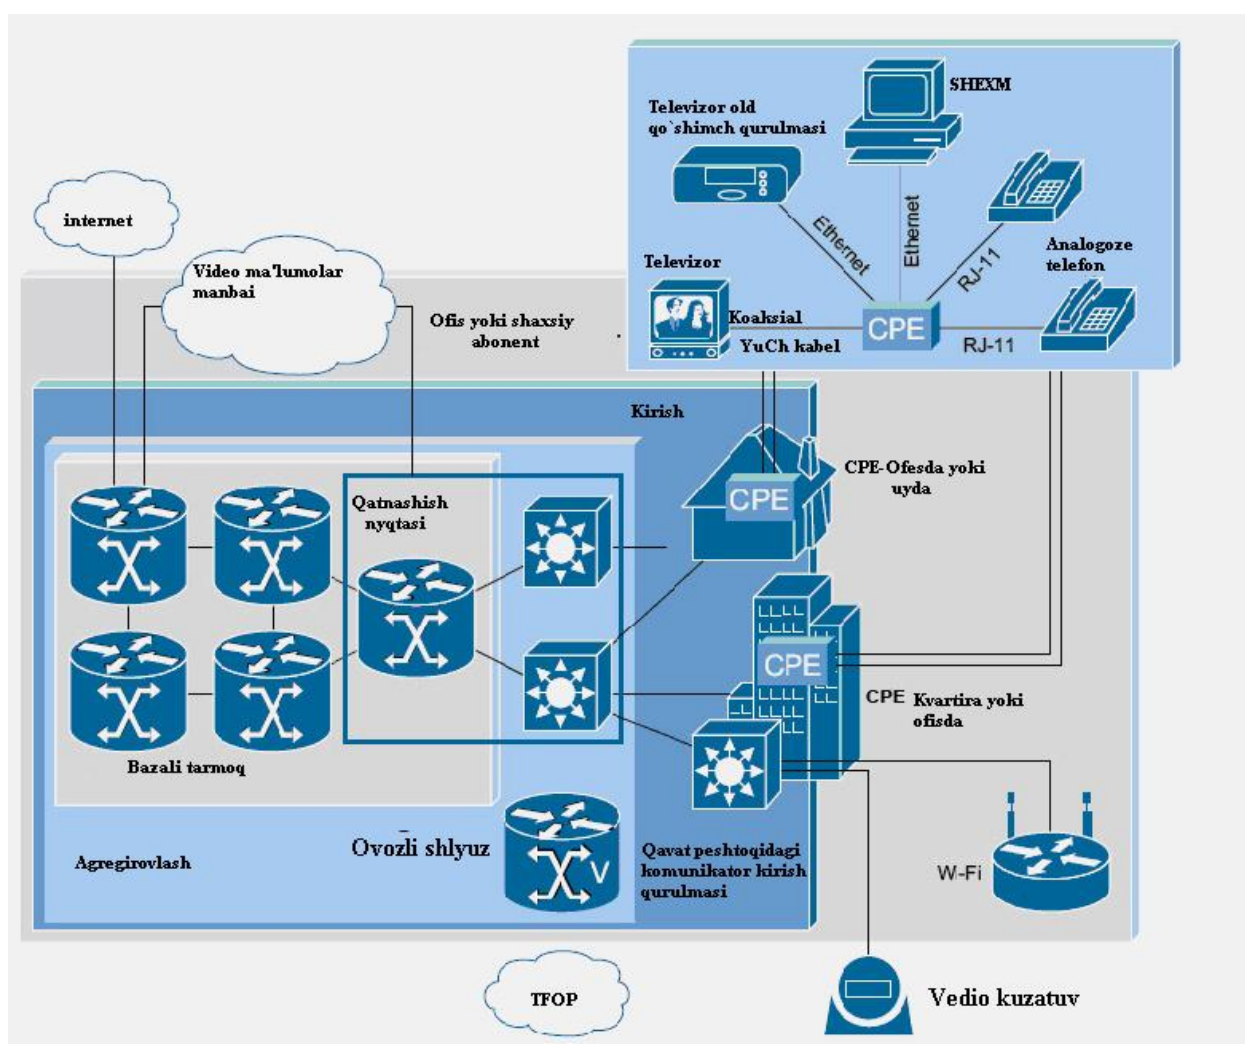 SHEXM
Televizor old
qo`shimch qurulmasi
internet
Video ma'lumolar
manbai
Ethernet
Ethernet
RJ-11
Analogoze
telefon
Televizor
Koaksial
YuCh kabel
CPE
RJ-11
Ofis yoki shaxsiy
abonent
Kirish
CPE-Ofesda yoki
uyda
CPE
Qatnashish
nyqtasi
CPE
CPE Kvartira yoki
ofisda
Bazali tarmoq
Ovozli shlyuz
V
Agregirovlash
Qavat peshtoqidagi
komunikator kirish
qurulmasi
W-Fi
TFOP
Vedio kuzatuv